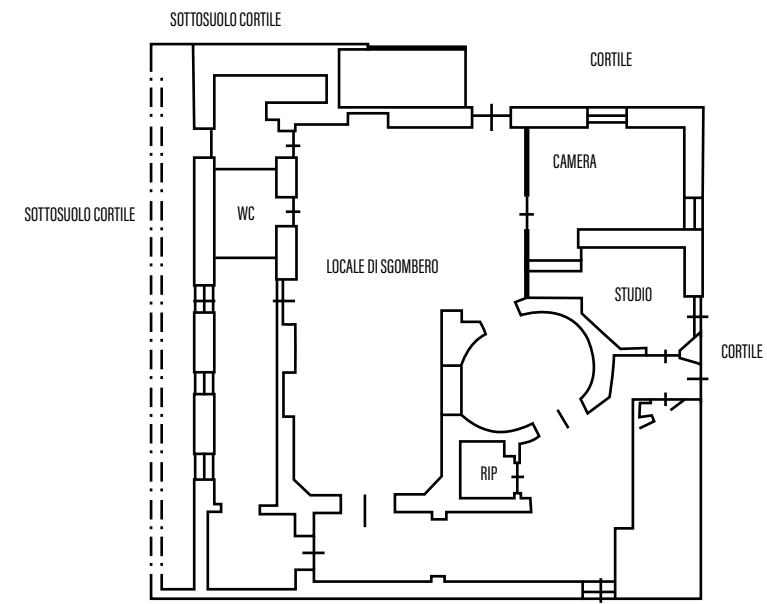 SOTTOSUOLO CORTILE
CORTILE
CAMERA
SOTTOSUOLO CORTILE
WC
LOCALE DI SGOMBERO
STUDIO
CORTILE
RIP